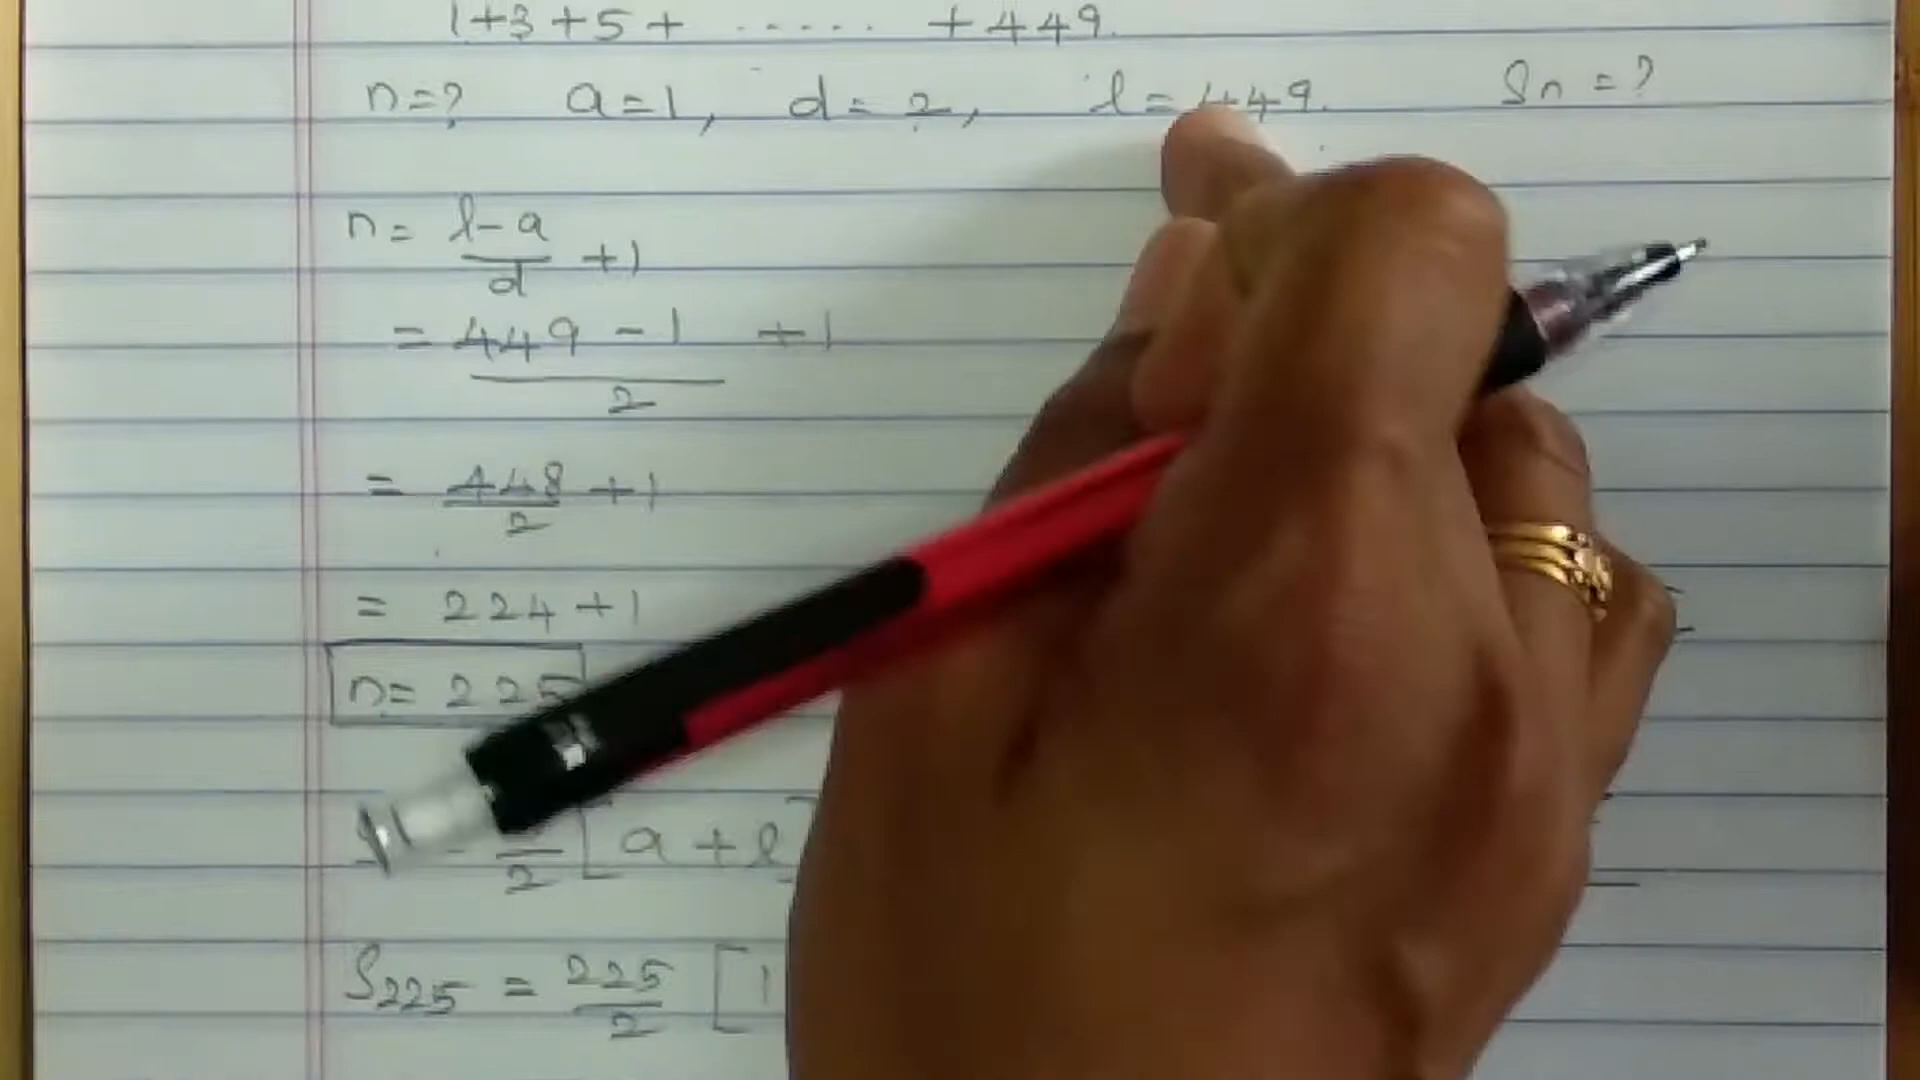 1+3+5+ ..... +449.
n=? a=1, d=2, l=449. Sn=?
n= l-a/d +1
= 449-1/2 +1
= 448/2 +1
= 224+1
n=225
/2 [a+l]
S225 = 225/2 [1